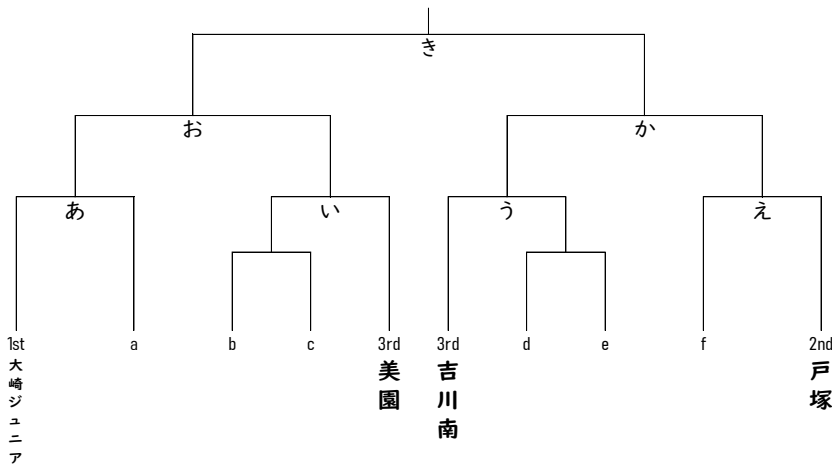 き
お か
あ い う え
1st a b c 3rd 3rd d e f 2nd
大崎ジュニア 美園 吉川南 戸塚